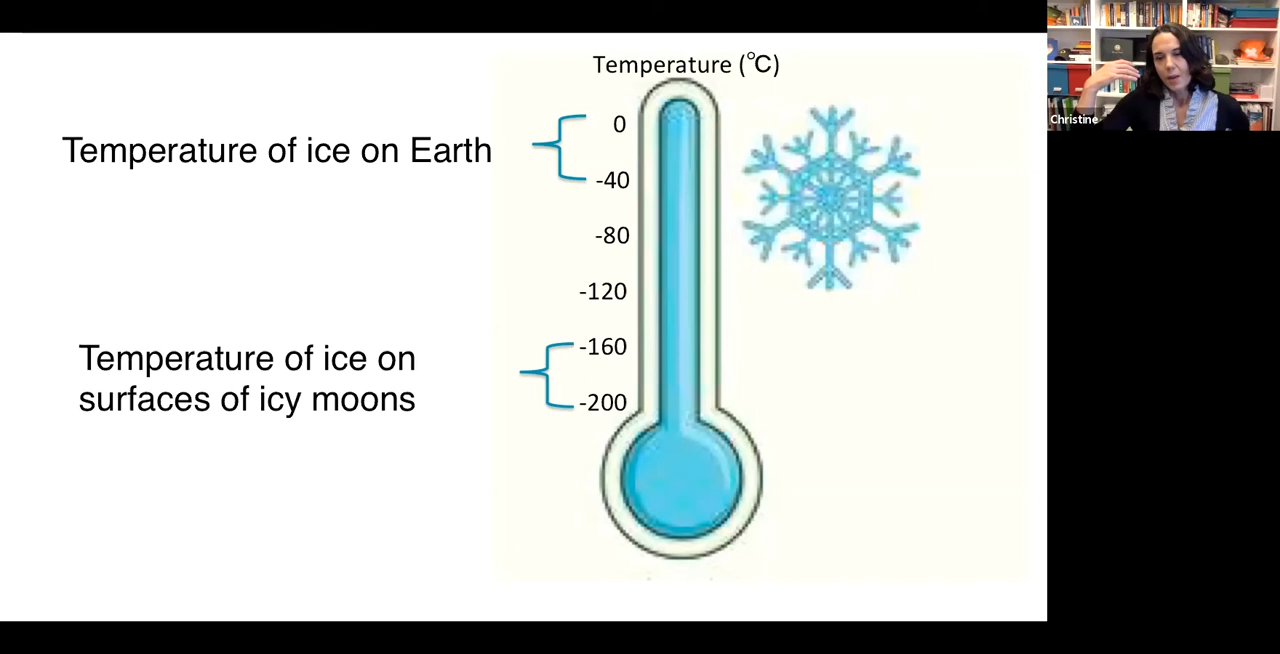 Temperature (°C)
Temperature of ice on Earth
0
-40
-80
-120
Temperature of ice on
surfaces of icy moons
-160
-200
Christine